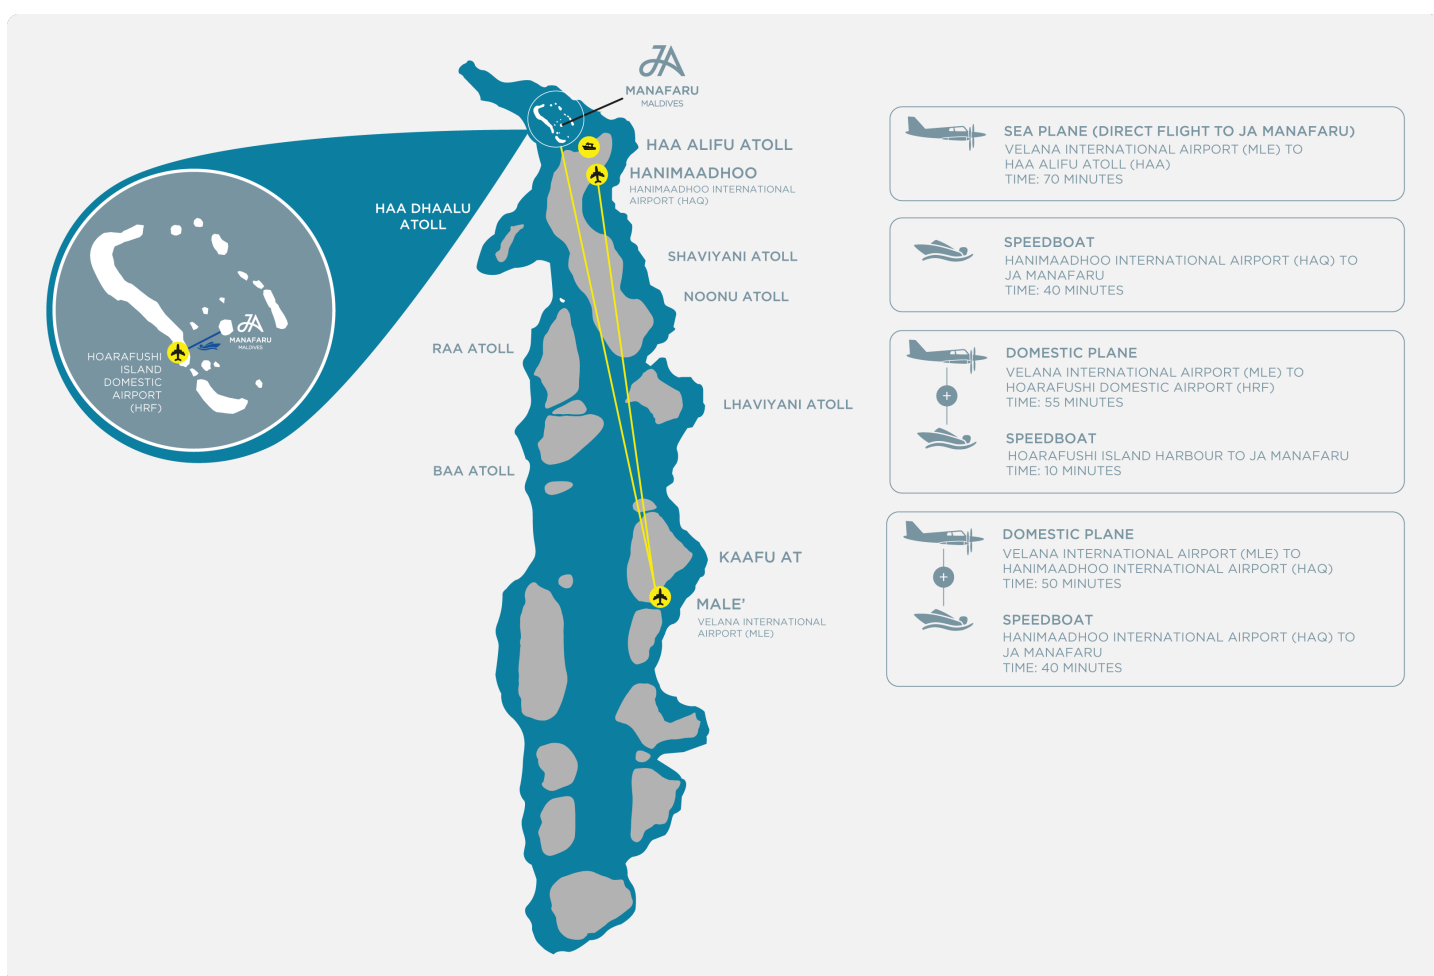 JA
MANAFARU
MALDIVES
HAA ALIFU ATOLL
HANIMAADHOO
HANIMAADHOO INTERNATIONAL
AIRPORT (HAQ)
HAA DHAALU
ATOLL
SHAVIYANI ATOLL
NOONU ATOLL
RAA ATOLL
LHAVIYANI ATOLL
BAA ATOLL
KAAFU AT
MALE’
VELANA INTERNATIONAL
AIRPORT (MLE)
JA
MANAFARU
MALDIVES
HOARAFUSHI
ISLAND
DOMESTIC
AIRPORT
(HRF)
SEA PLANE (DIRECT FLIGHT TO JA MANAFARU)
VELANA INTERNATIONAL AIRPORT (MLE) TO
HAA ALIFU ATOLL (HAA)
TIME: 70 MINUTES
SPEEDBOAT
HANIMAADHOO INTERNATIONAL AIRPORT (HAQ) TO
JA MANAFARU
TIME: 40 MINUTES
DOMESTIC PLANE
VELANA INTERNATIONAL AIRPORT (MLE) TO
HOARAFUSHI DOMESTIC AIRPORT (HRF)
TIME: 55 MINUTES
+
SPEEDBOAT
HOARAFUSHI ISLAND HARBOUR TO JA MANAFARU
TIME: 10 MINUTES
DOMESTIC PLANE
VELANA INTERNATIONAL AIRPORT (MLE) TO
HANIMAADHOO INTERNATIONAL AIRPORT (HAQ)
TIME: 50 MINUTES
+
SPEEDBOAT
HANIMAADHOO INTERNATIONAL AIRPORT (HAQ) TO
JA MANAFARU
TIME: 40 MINUTES